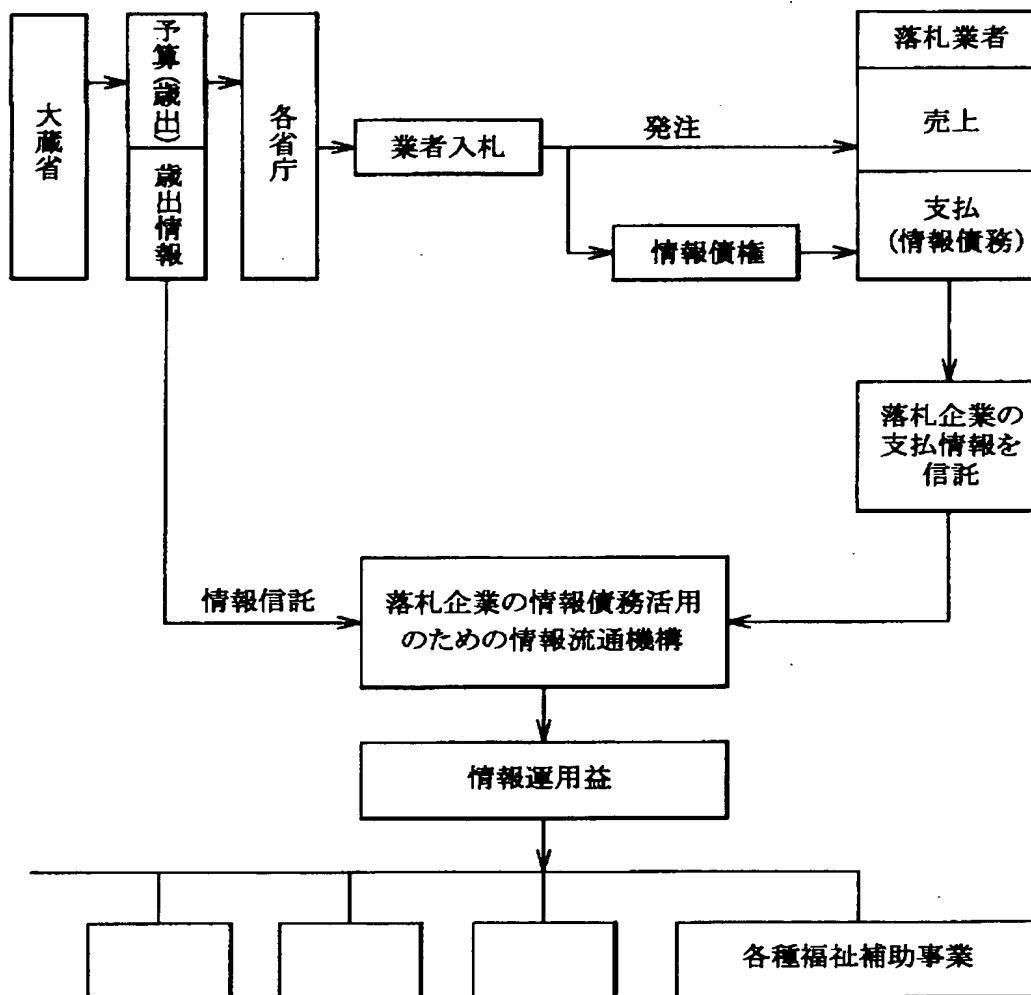 大蔵省
予算(歳出)
歳出情報
各省庁
業者入札
発注
情報債権
落札業者
売上
支払
(情報債務)
落札企業の
支払情報を
信託
情報信託
落札企業の情報債務活用
のための情報流通機構
情報運用益
各種福祉補助事業